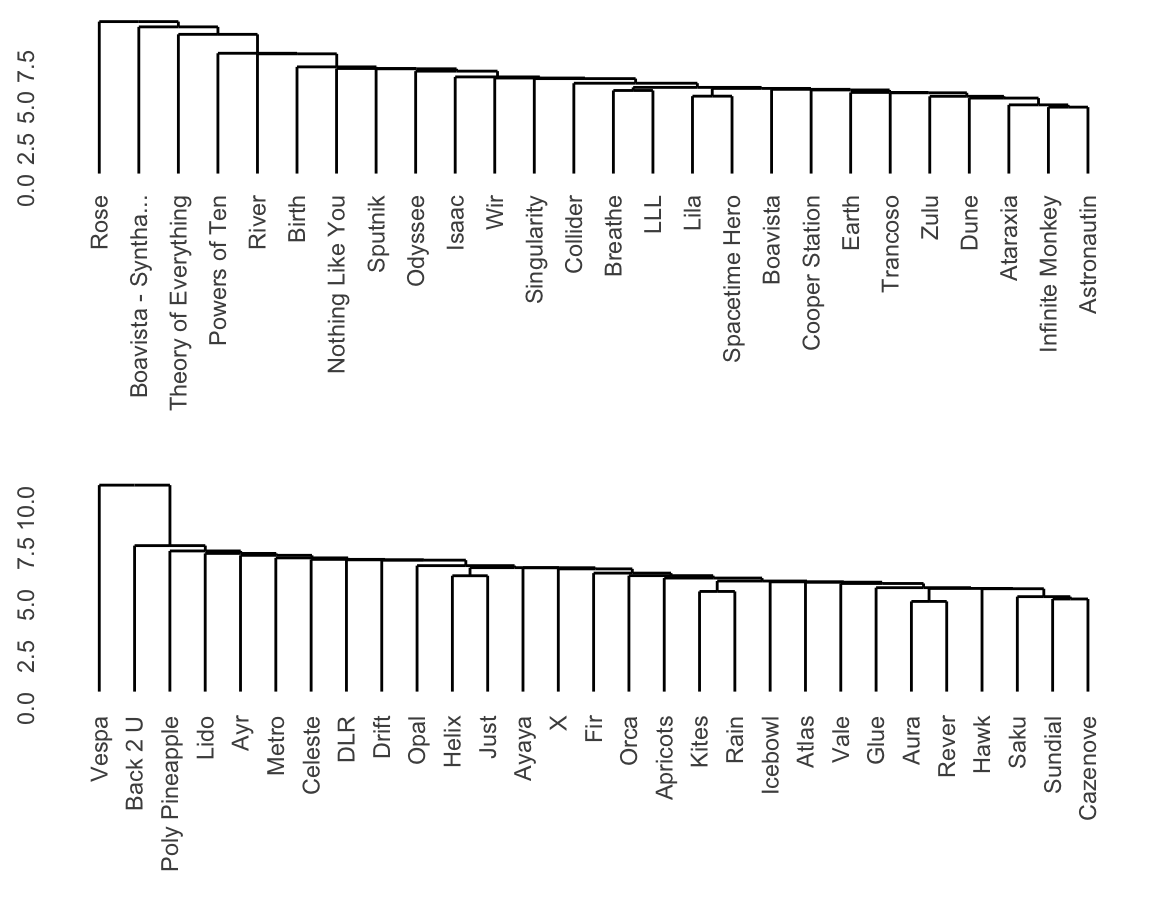 7.5
5.0
2.5
0.0
Rose
Boavista - Syntha...
Theory of Everything
Powers of Ten
River
Birth
Nothing Like You
Sputnik
Odyssee
Isaac
Wir
Singularity
Collider
Breathe
LLL
Lila
Spacetime Hero
Boavista
Cooper Station
Earth
Trancoso
Zulu
Dune
Ataraxia
Infinite Monkey
Astronautin
10.0
7.5
5.0
2.5
0.0
Vespa
Back 2 U
Poly Pineapple
Lido
Ayr
Metro
Celeste
DLR
Drift
Opal
Helix
Just
Ayaya
X
Fir
Orca
Apricots
Kites
Rain
Icebowl
Atlas
Vale
Glue
Aura
Rever
Hawk
Saku
Sundial
Cazenove